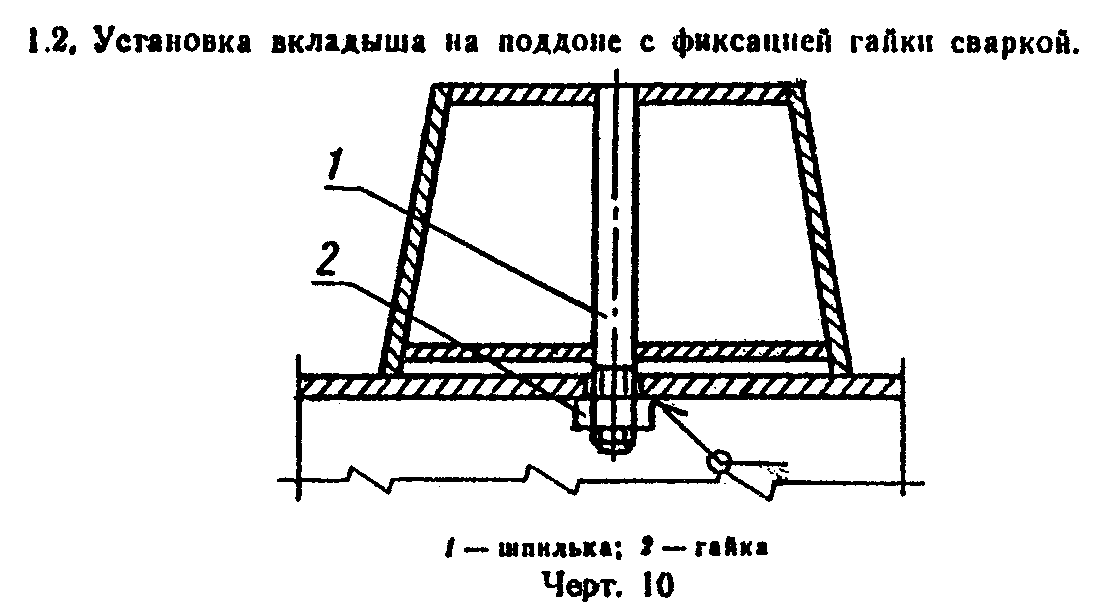 1.2. Установка вкладыша на поддоне с фиксацией гайки сваркой.
1
2
1 — шпилька; 2 — гайка
Черт. 10